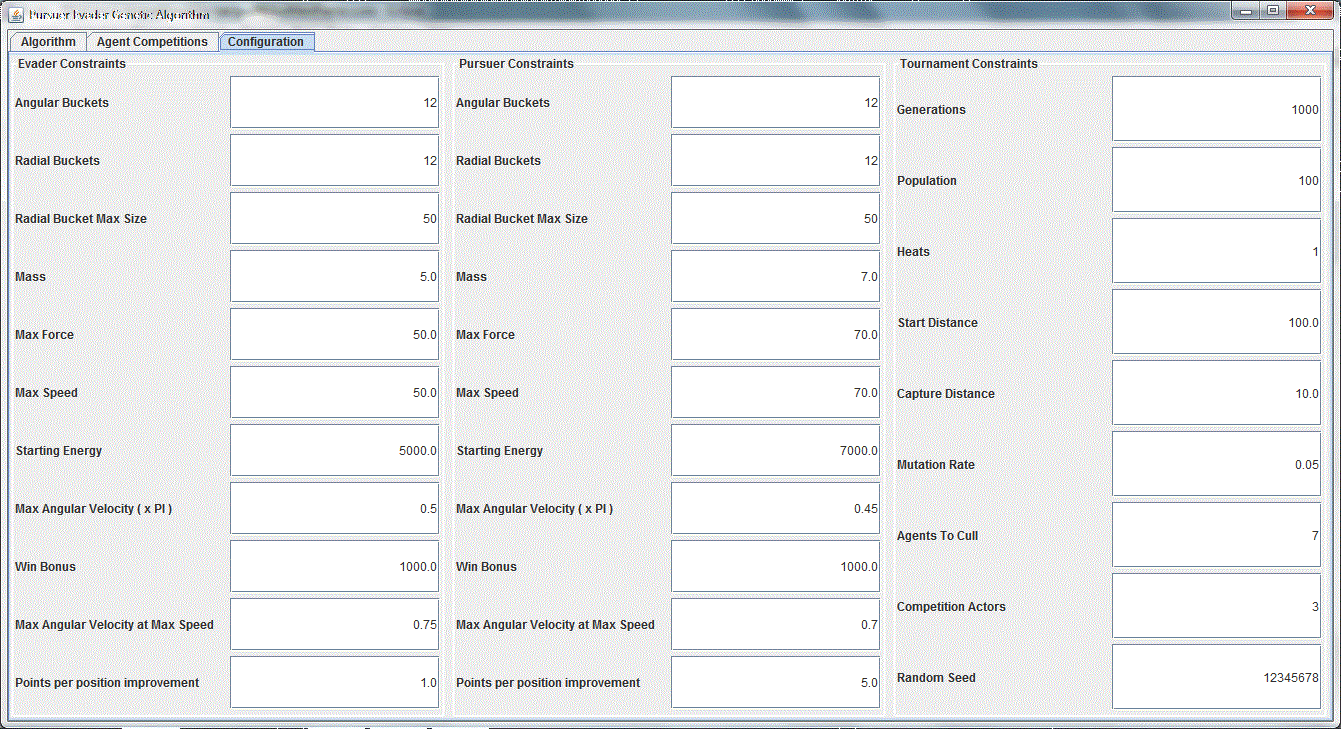 Pursuer Evader Genetic Algorithm
Algorithm
Agent Competitions
Configuration
Evader Constraints
Angular Buckets 12
Radial Buckets 12
Radial Bucket Max Size 50
Mass 5.0
Max Force 50.0
Max Speed 50.0
Starting Energy 5000.0
Max Angular Velocity ( x PI ) 0.5
Win Bonus 1000.0
Max Angular Velocity at Max Speed 0.75
Points per position improvement 1.0
Pursuer Constraints
Angular Buckets 12
Radial Buckets 12
Radial Bucket Max Size 50
Mass 7.0
Max Force 70.0
Max Speed 70.0
Starting Energy 7000.0
Max Angular Velocity ( x PI ) 0.45
Win Bonus 1000.0
Max Angular Velocity at Max Speed 0.7
Points per position improvement 5.0
Tournament Constraints
Generations 1000
Population 100
Heats 1
Start Distance 100.0
Capture Distance 10.0
Mutation Rate 0.05
Agents To Cull 7
Competition Actors 3
Random Seed 12345678